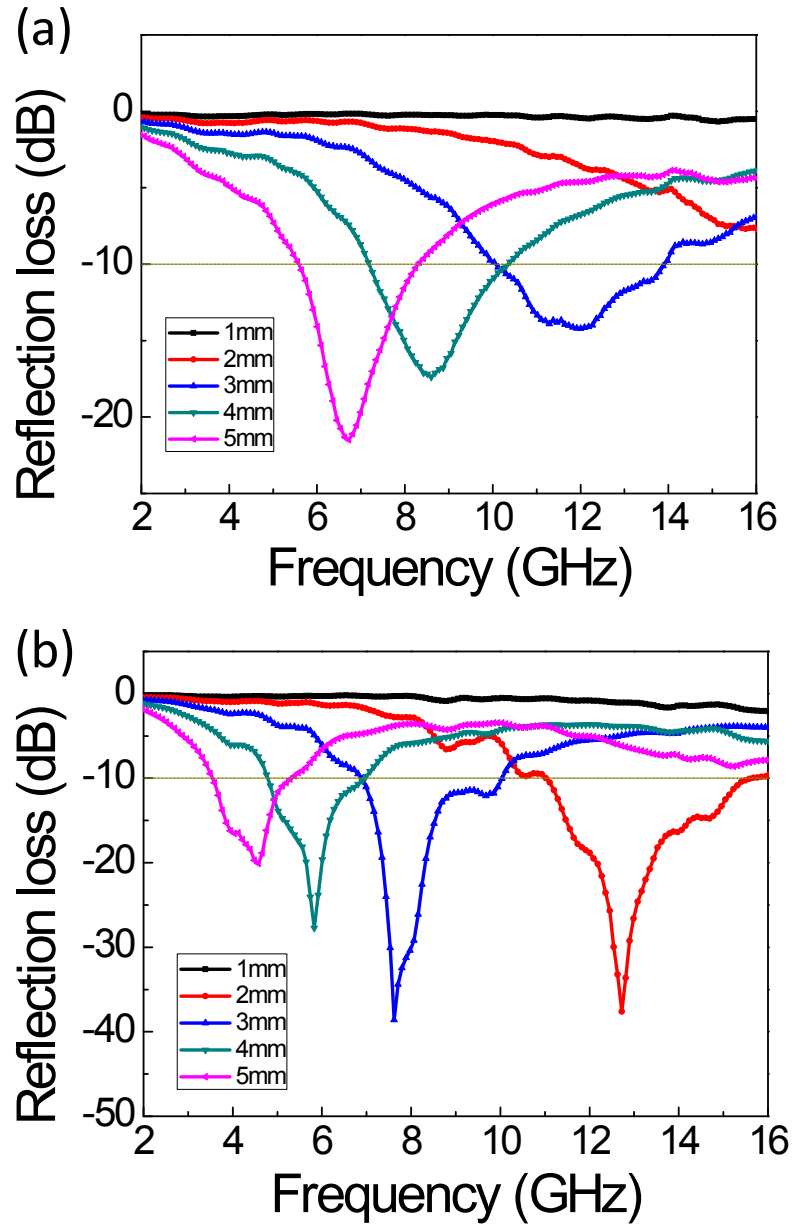 (a)
Reflection loss (dB)
0
-10
-20
1mm
2mm
3mm
4mm
5mm
2 4 6 8 10 12 14 16
Frequency (GHz)
(b)
Reflection loss (dB)
0
-10
-20
-30
-40
-50
1mm
2mm
3mm
4mm
5mm
2 4 6 8 10 12 14 16
Frequency (GHz)